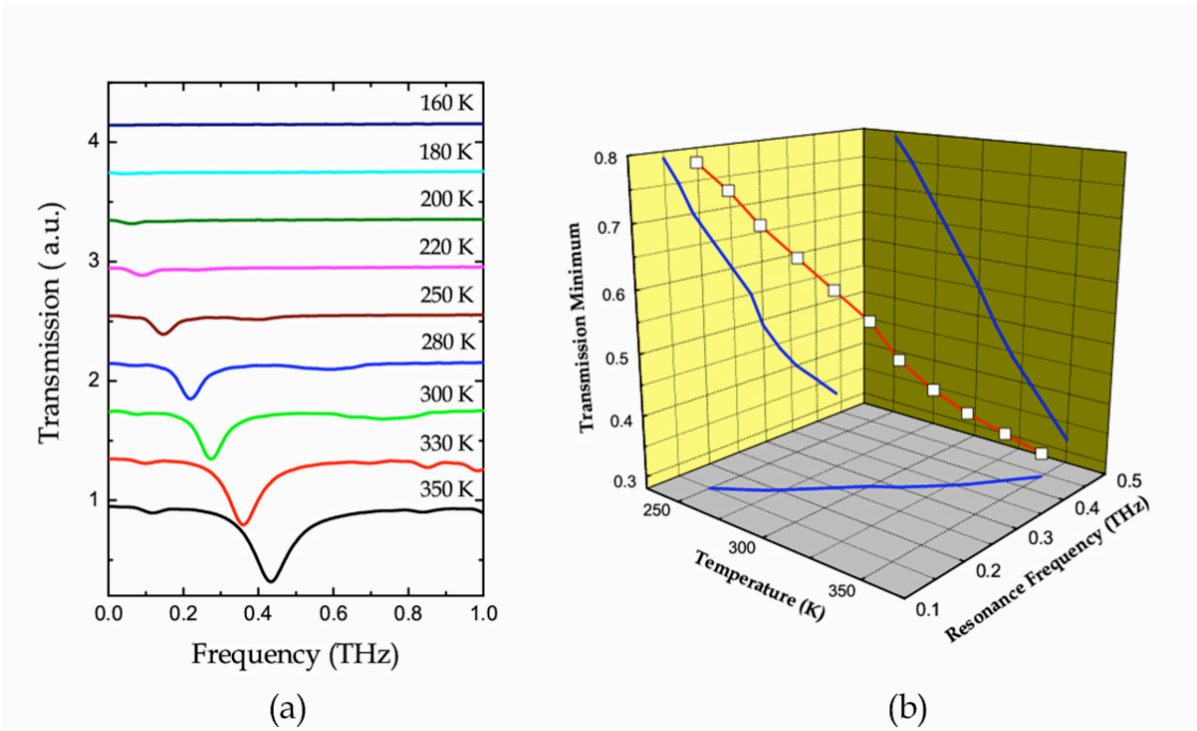 160 K
4
180 K
200 K
220 K
3
250 K
280 K
2
300 K
330 K
350 K
1
Transmission ( a.u.)
0.0 0.2 0.4 0.6 0.8 1.0
Frequency (THz)
(a)
0.8
0.7
0.6
0.5
0.4
0.3
Transmission Minimum
250
300
350
Temperature (K)
0.1
0.2
0.3
0.4
0.5
Resonance Frequency (THz)
(b)